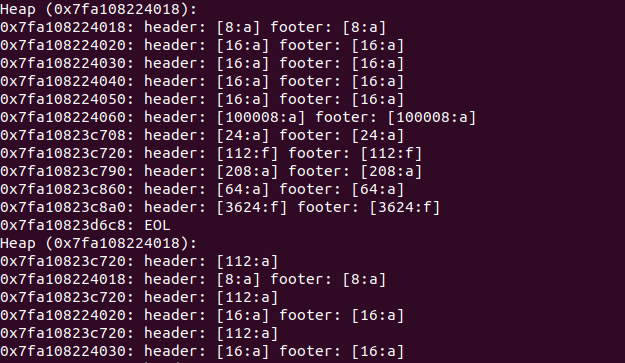 Heap (0x7fa108224018):
0x7fa108224018: header: [8:a] footer: [8:a]
0x7fa108224020: header: [16:a] footer: [16:a]
0x7fa108224030: header: [16:a] footer: [16:a]
0x7fa108224040: header: [16:a] footer: [16:a]
0x7fa108224050: header: [16:a] footer: [16:a]
0x7fa108224060: header: [100008:a] footer: [100008:a]
0x7fa10823c708: header: [24:a] footer: [24:a]
0x7fa10823c720: header: [112:f] footer: [112:f]
0x7fa10823c790: header: [208:a] footer: [208:a]
0x7fa10823c860: header: [64:a] footer: [64:a]
0x7fa10823c8a0: header: [3624:f] footer: [3624:f]
0x7fa10823d6c8: EOL
Heap (0x7fa108224018):
0x7fa10823c720: header: [112:a]
0x7fa108224018: header: [8:a] footer: [8:a]
0x7fa10823c720: header: [112:a]
0x7fa108224020: header: [16:a] footer: [16:a]
0x7fa10823c720: header: [112:a]
0x7fa108224030: header: [16:a] footer: [16:a]